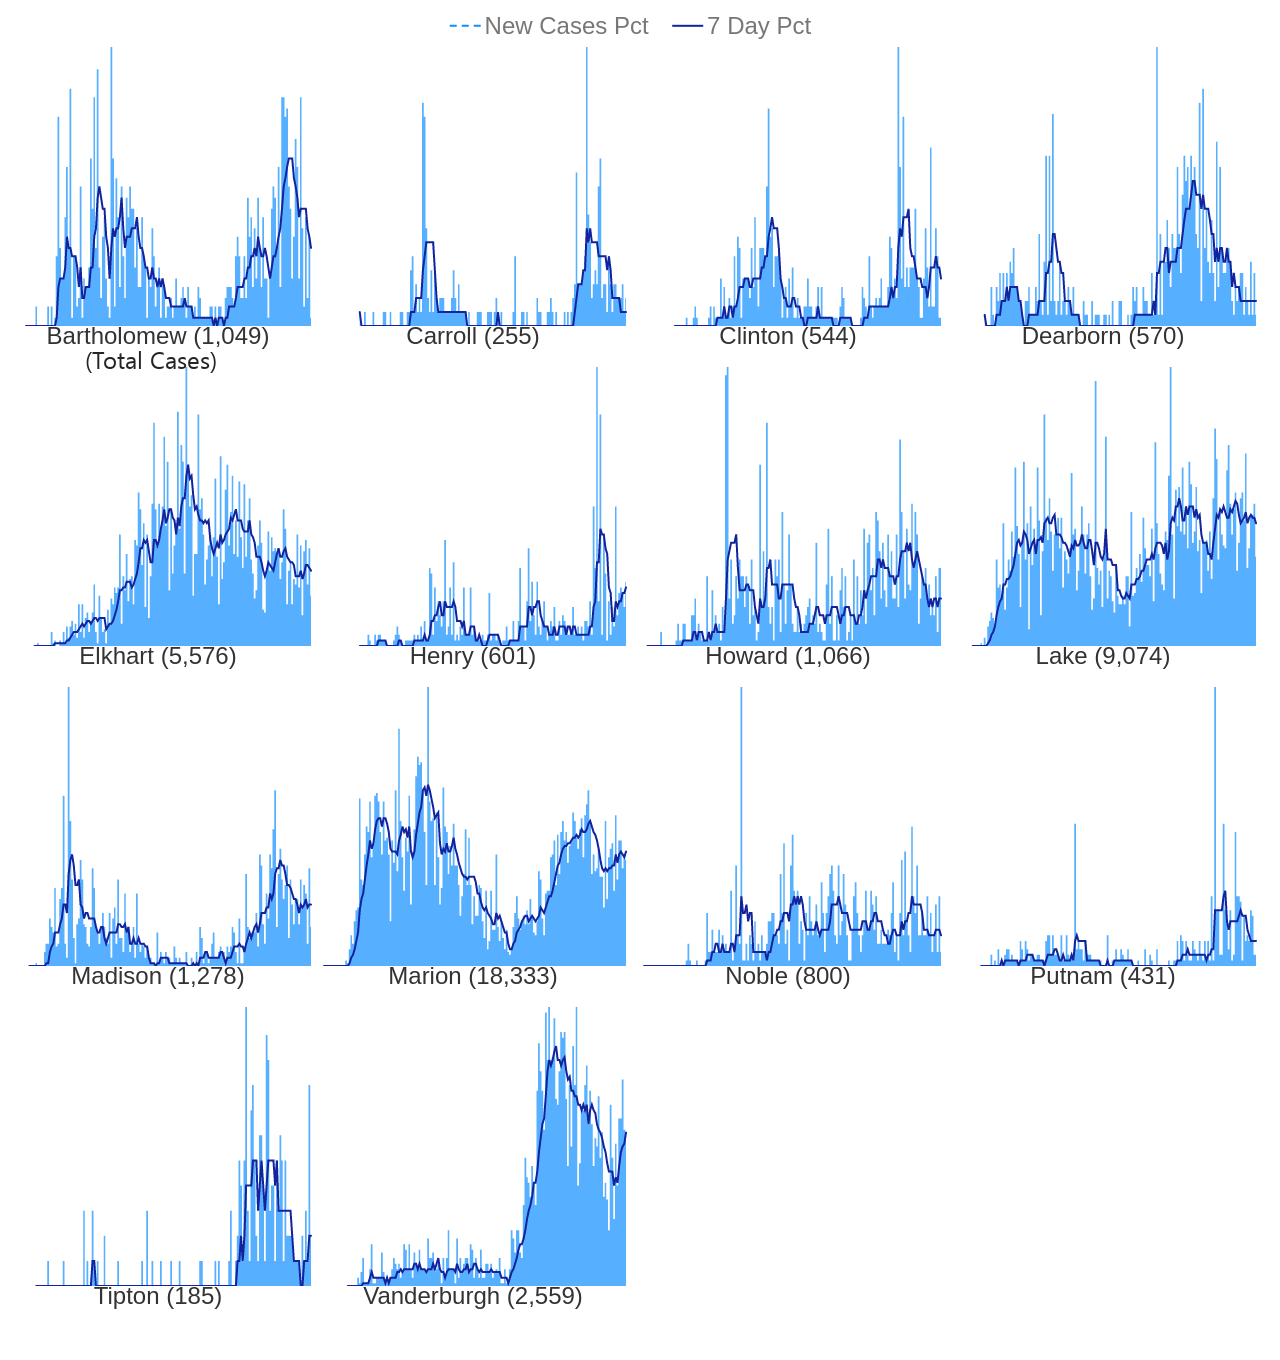 New Cases Pct 7 Day Pct
Bartholomew (1,049)
(Total Cases)
Carroll (255)
Clinton (544)
Dearborn (570)
Elkhart (5,576)
Henry (601)
Howard (1,066)
Lake (9,074)
Madison (1,278)
Marion (18,333)
Noble (800)
Putnam (431)
Tipton (185)
Vanderburgh (2,559)